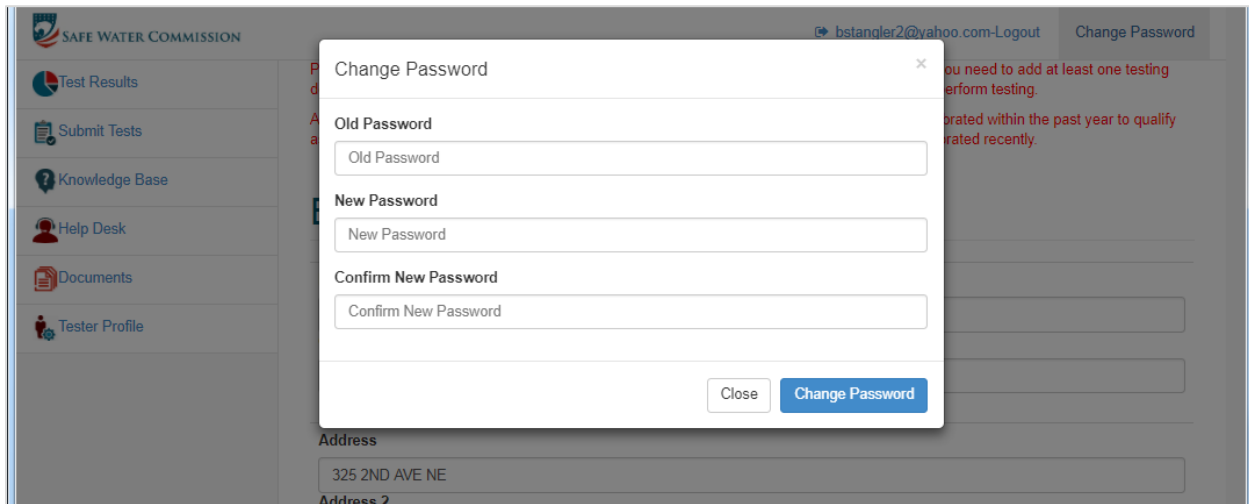 SAFE WATER COMMISSION
bstangler2@yahoo.com-Logout
Change Password
Test Results
Submit Tests
Knowledge Base
Help Desk
Documents
Tester Profile
ou need to add at least one testing
erform testing.
brated within the past year to qualify
rated recently.
Change Password
×
Old Password
Old Password
New Password
New Password
Confirm New Password
Confirm New Password
Close
Change Password
Address
325 2ND AVE NE
Address 2